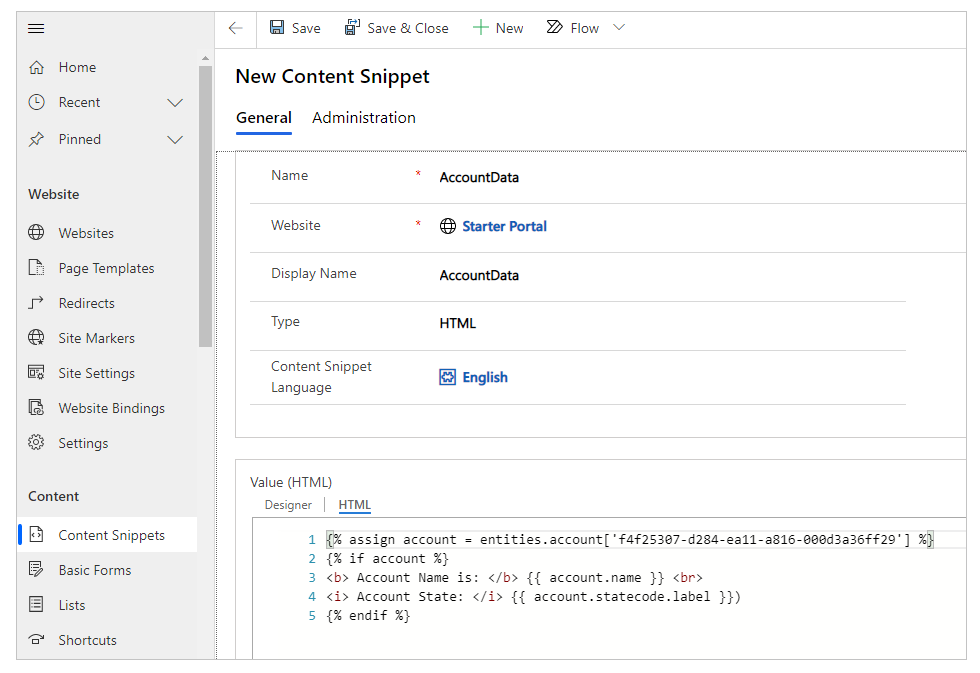 Save
Save & Close
New
Flow
Home
Recent
Pinned
Website
Websites
Page Templates
Redirects
Site Markers
Site Settings
Website Bindings
Settings
Content
Content Snippets
Basic Forms
Lists
Shortcuts
New Content Snippet
General
Administration
Name * AccountData
Website * Starter Portal
Display Name AccountData
Type HTML
Content Snippet
Language
English
Value (HTML)
Designer | HTML
1 {% assign account = entities.account['f4f25307-d284-ea11-a816-000d3a36ff29'] %}
2 {% if account %}
3 <b> Account Name is: </b> {{ account.name }} <br>
4 <i> Account State: </i> {{ account.statecode.label }})
5 {% endif %}